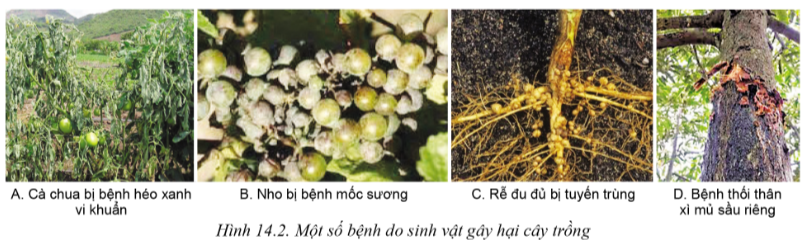 A. Cà chua bị bệnh héo xanh
vi khuẩn
B. Nho bị bệnh mốc sương
C. Rễ đu đủ bị tuyến trùng
D. Bệnh thối thân
xì mủ sầu riêng
Hình 14.2. Một số bệnh do sinh vật gây hại cây trồng